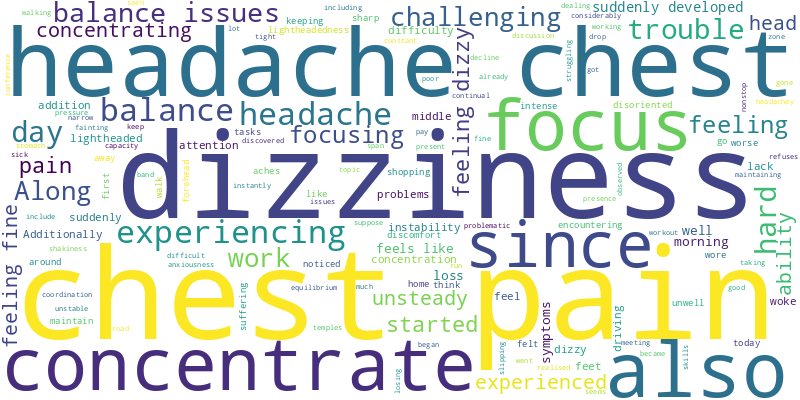 walking
seen
including
balance issues
keeping
sharp
challenging
dealing
suddenly developed
concentrating
lightheadedness
difficulty
considerably
working
trouble
head
lot
tight
constant
discussion
drop
zone
conference
headache chest
poor
decline
already
struggling
got
gone
addition
pressure
narrow
balance
headache
middle
continual
intense
disoriented
nonstop
headachey
day
fainting
keep
tasks
discovered
focusing
pay
fine
focus
feeling
lightheaded
stomach
capacity
attention
span
present
feeling dizzy
go
worse
sick
away
instantly
shopping
lack
refuses
pain
band
aches
topic
maintaining
Along
first
walk
forehead
like
problems
dizziness
observed
presence
hard
ability
issues
include
suddenly
suppose
problematic
encountering
workout
well
Additionally
experiencing
instability
discomfort
since
morning
shakiness
difficult
feels like
wore
feeling fine
around
anxiousness
work
noticed
concentration
run
taking
loss
coordination
equilibrium
much
home
think
feel
good
unstable
suffering
unsteady
unwell
woke
chest pain
maintain
road
temples
started
symptoms
driving
began
felt
meeting
today
slipping
dizzy
became
skills
went
realised
feet
concentrate
losing
experienced
seems
also